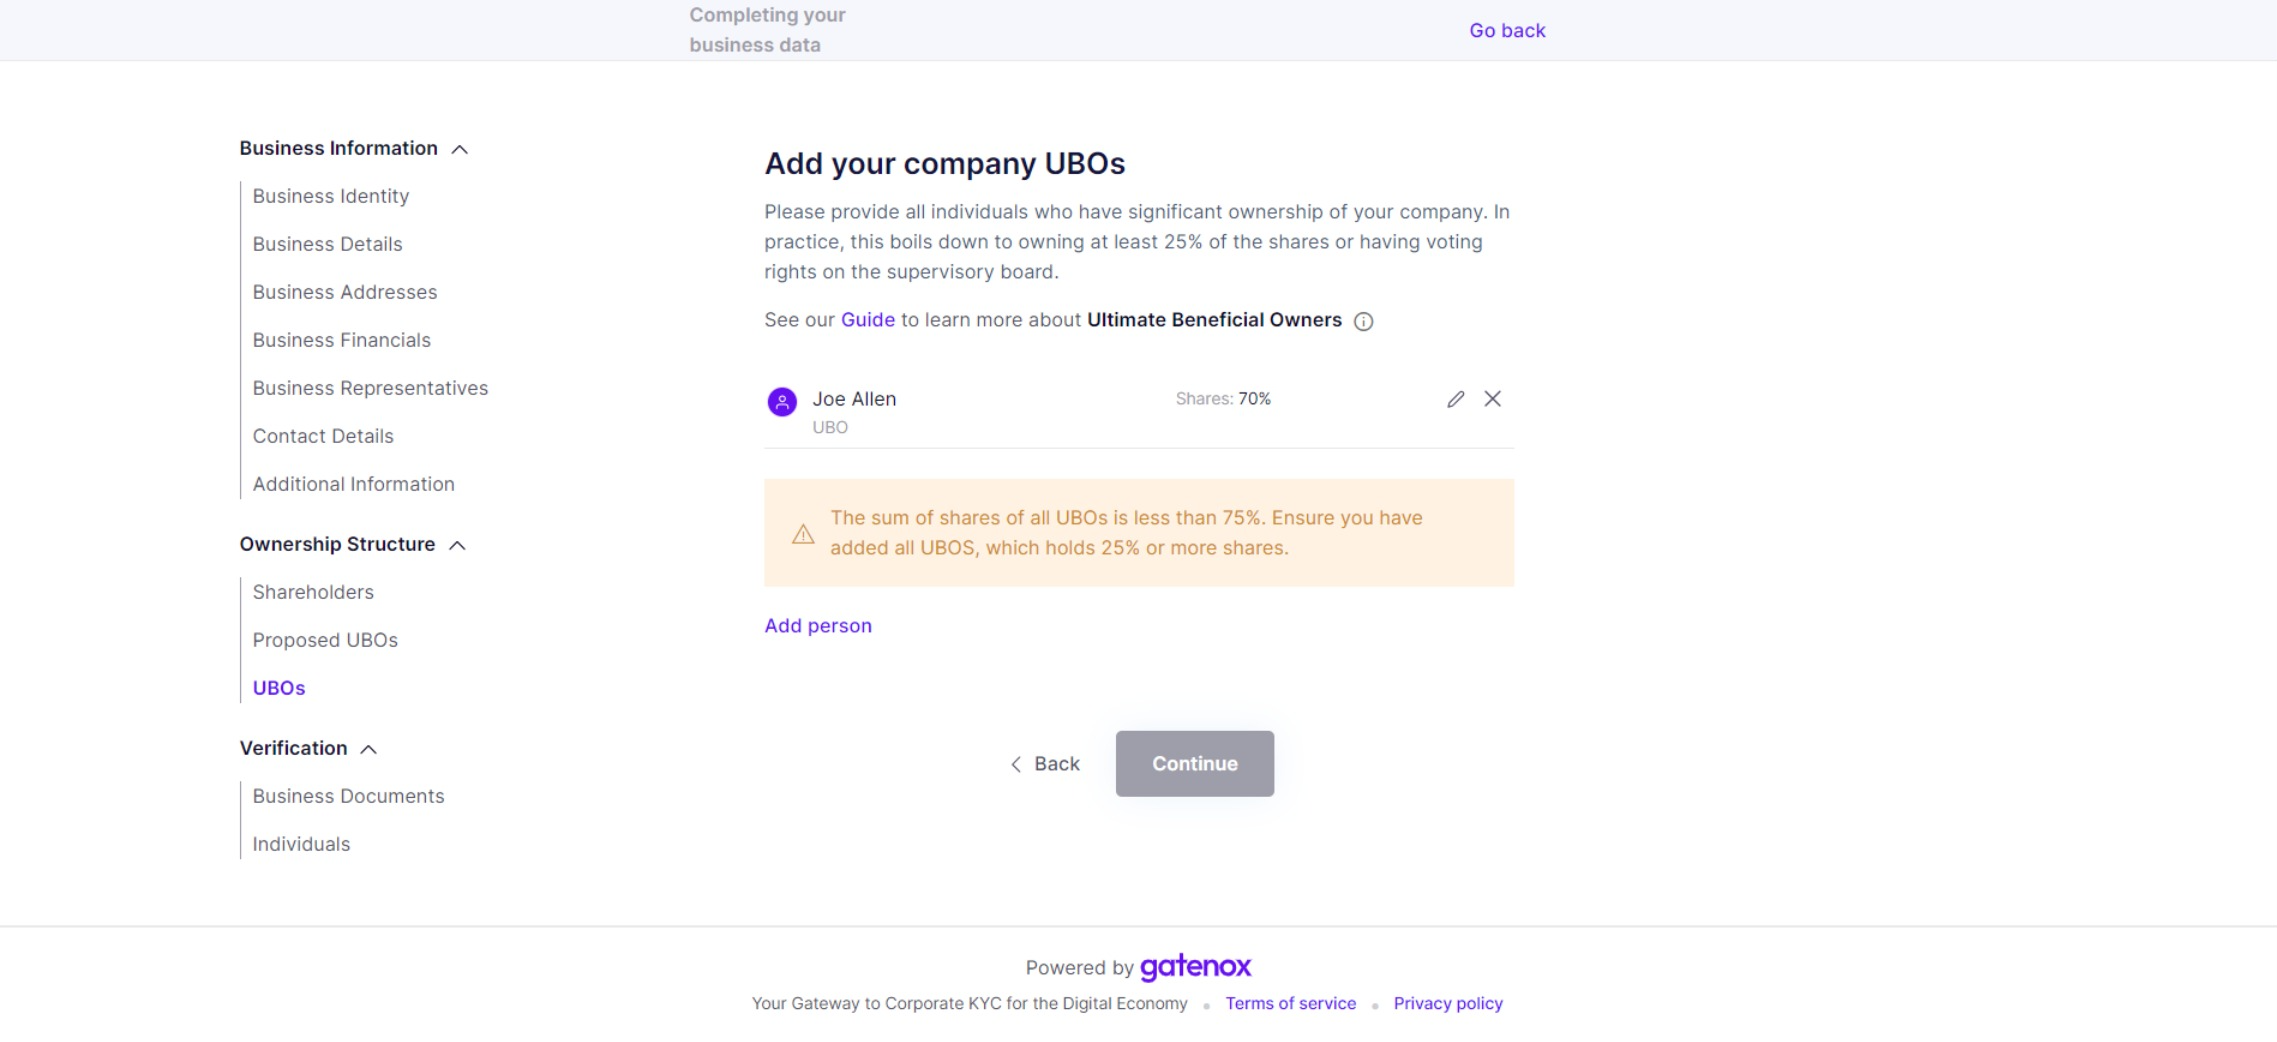 Completing your
business data
Go back
Business Information
Business Identity
Business Details
Business Addresses
Business Financials
Business Representatives
Contact Details
Additional Information
Ownership Structure
Shareholders
Proposed UBOs
UBOs
Verification
Business Documents
Individuals
Add your company UBOs
Please provide all individuals who have significant ownership of your company. In
practice, this boils down to owning at least 25% of the shares or having voting
rights on the supervisory board.
See our Guide to learn more about Ultimate Beneficial Owners
Joe Allen
Shares: 70%
UBO
The sum of shares of all UBOs is less than 75%. Ensure you have
added all UBOS, which holds 25% or more shares.
Add person
Back
Continue
Powered by gatenox
Your Gateway to Corporate KYC for the Digital Economy
Terms of service
Privacy policy